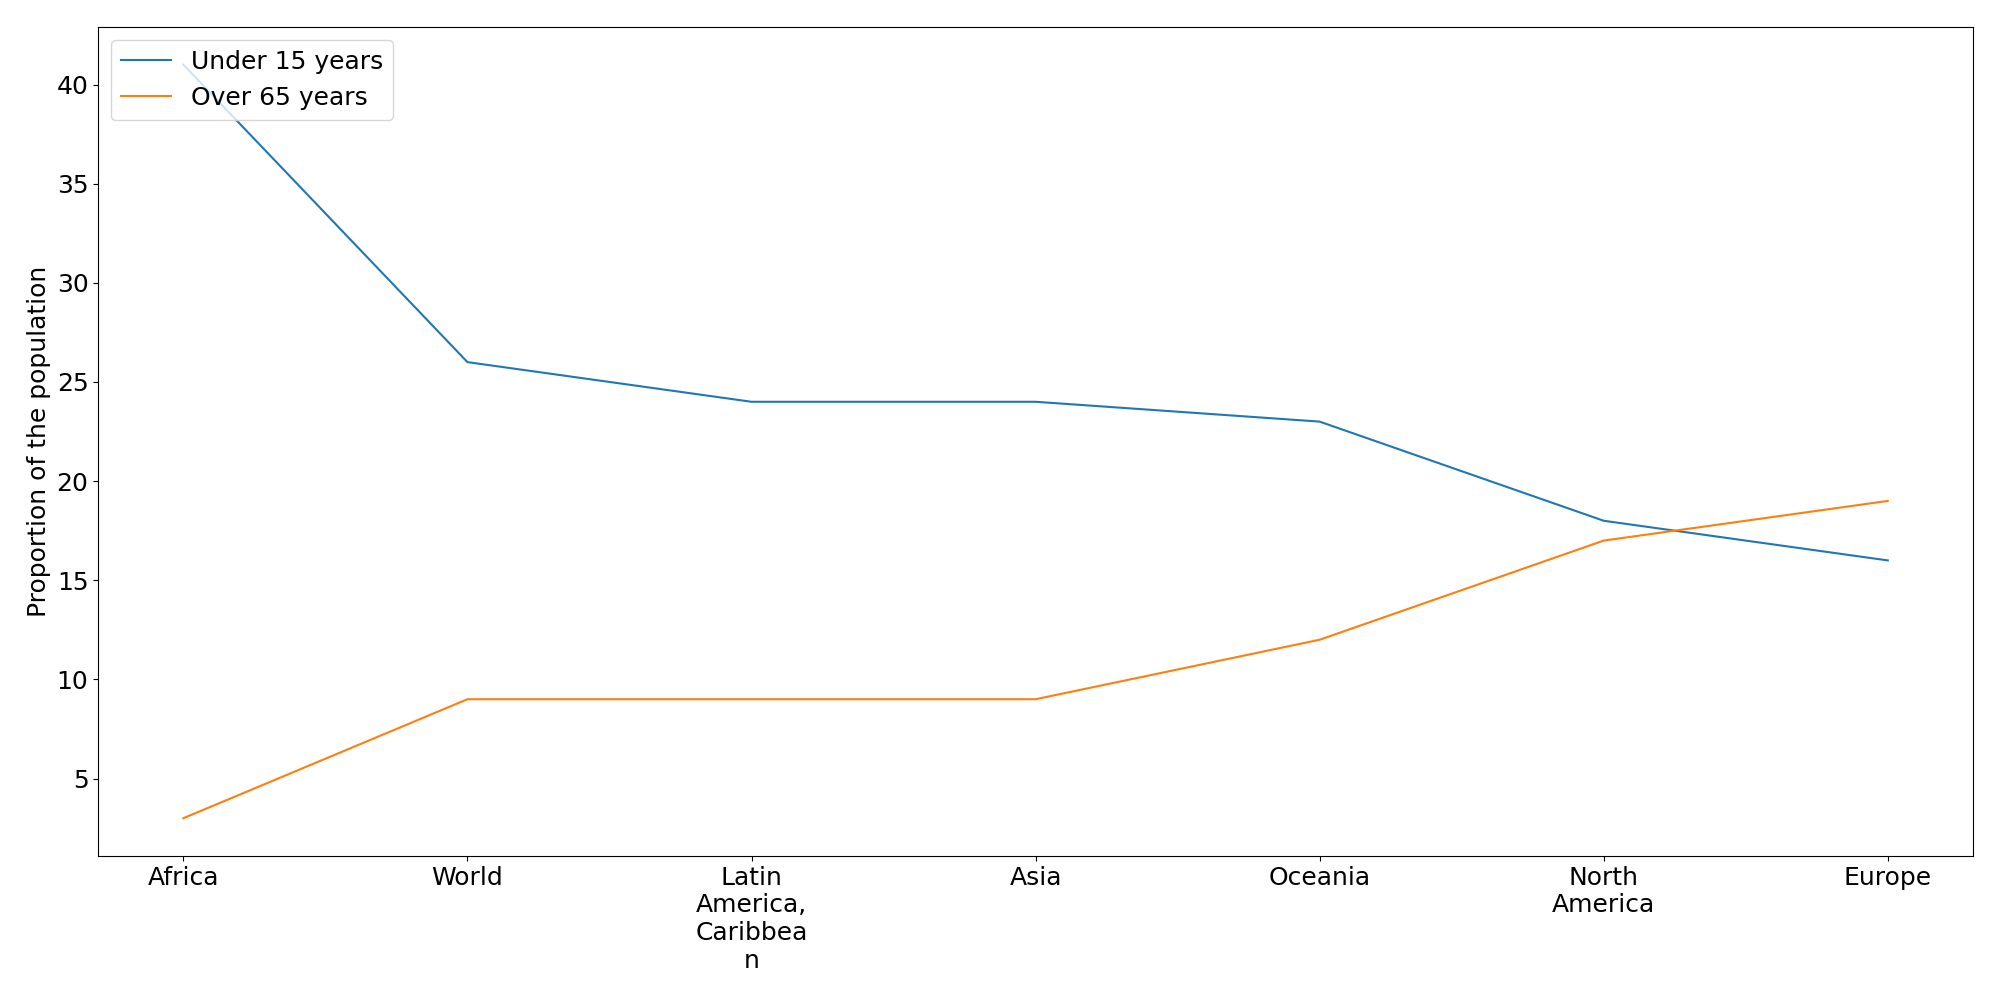 Under 15 years
Over 65 years
Proportion of the population
40
35
30
25
20
15
10
5
Africa
World
Latin
America,
Caribbea
n
Asia
Oceania
North
America
Europe